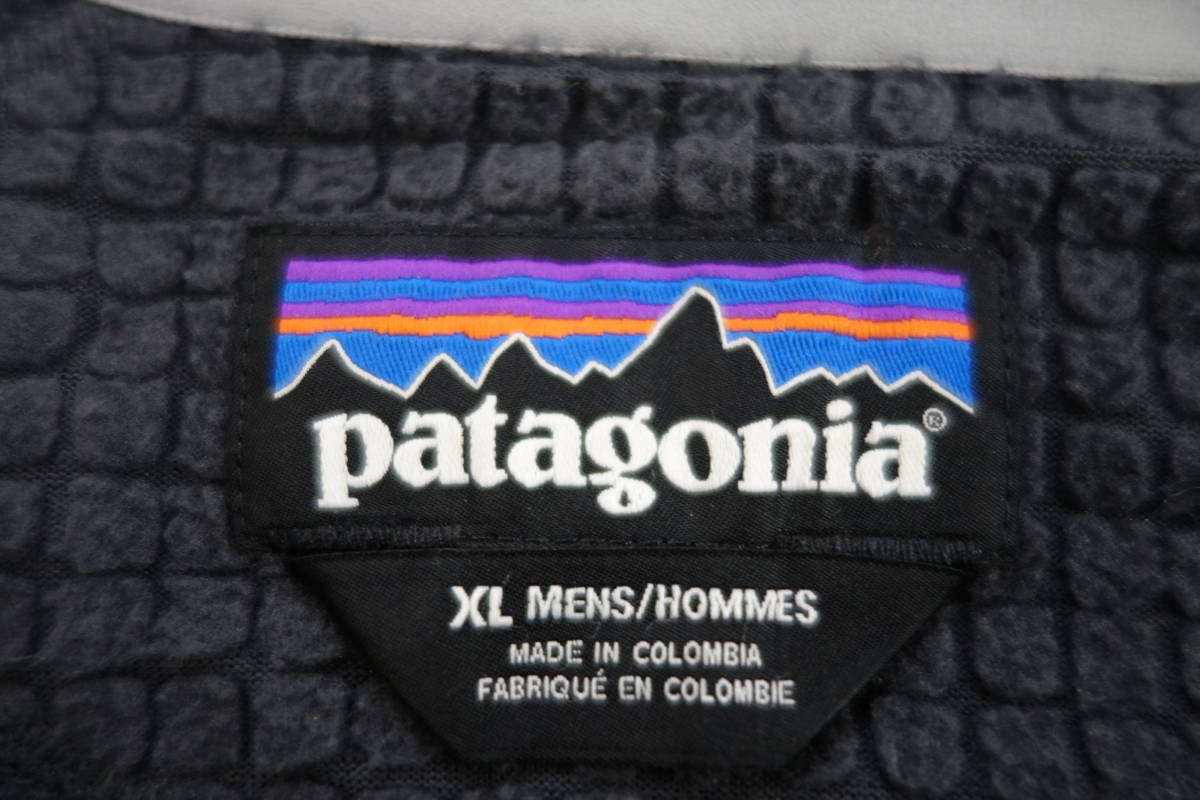 patagonia®
XL MENS/HOMMES
MADE IN COLOMBIA
FABRIQUÉ EN COLOMBIE